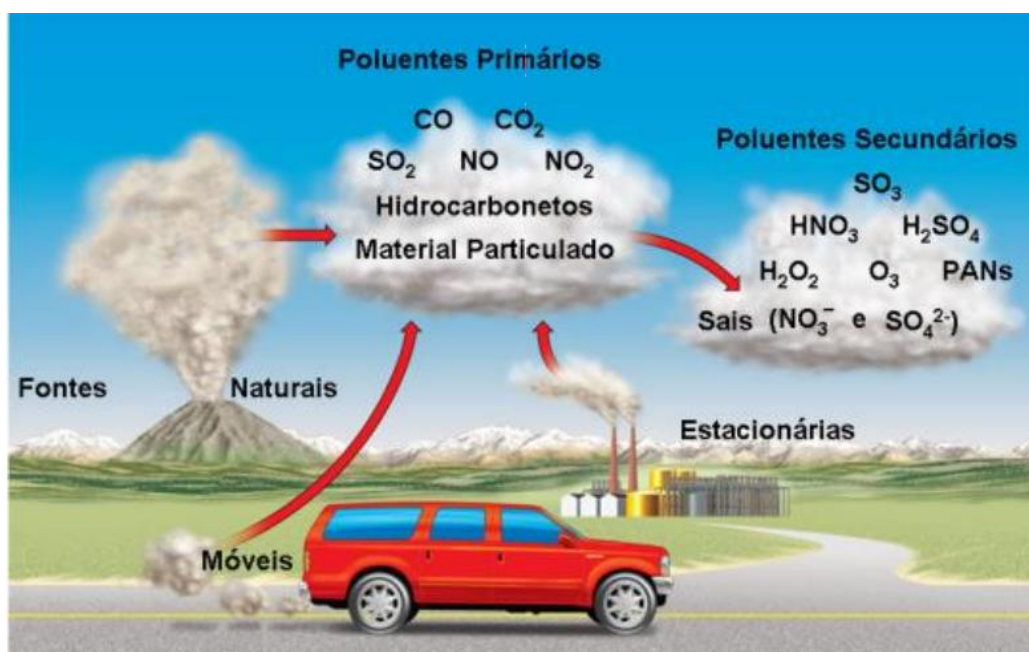 Poluentes Primários
CO CO₂
SO₂ NO NO₂
Hidrocarbonetos
Material Particulado
Poluentes Secundários
SO₃
HNO₃ H₂SO₄
H₂O₂ O₃ PANs
Sais (NO₃⁻ e SO₄²⁻)
Fontes Naturais
Estacionárias
Móveis